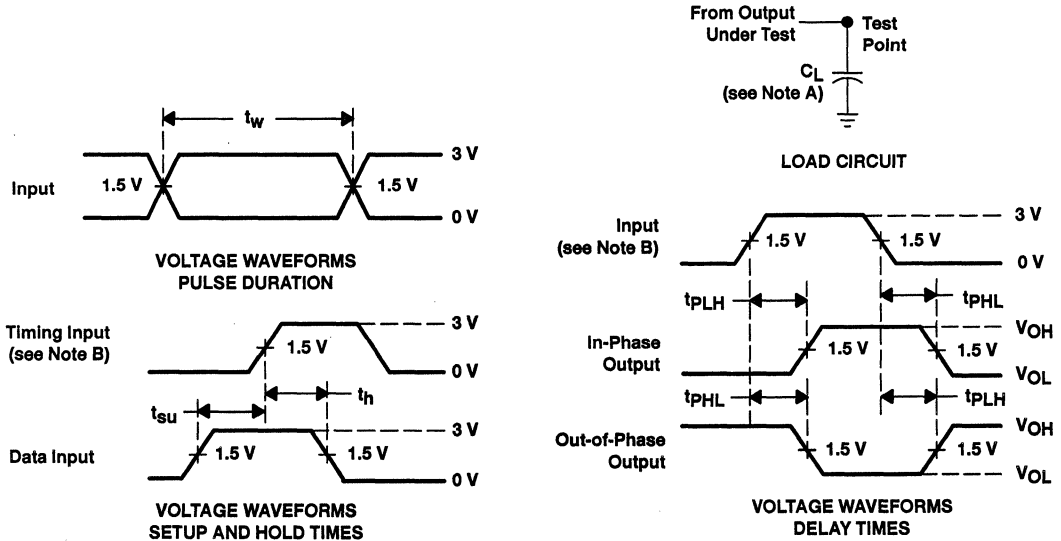 tw
3 V
Input
1.5 V
1.5 V
0 V
VOLTAGE WAVEFORMS
PULSE DURATION
Timing Input
(see Note B)
3 V
1.5 V
0 V
th
tsu
3 V
Data Input
1.5 V
1.5 V
0 V
VOLTAGE WAVEFORMS
SETUP AND HOLD TIMES
From Output
Under Test
Test
Point
CL
(see Note A)
LOAD CIRCUIT
Input
(see Note B)
3 V
1.5 V
1.5 V
0 V
tPLH
tPHL
In-Phase
Output
VOH
1.5 V
1.5 V
VOL
tPHL
tPLH
Out-of-Phase
Output
VOH
1.5 V
1.5 V
VOL
VOLTAGE WAVEFORMS
DELAY TIMES